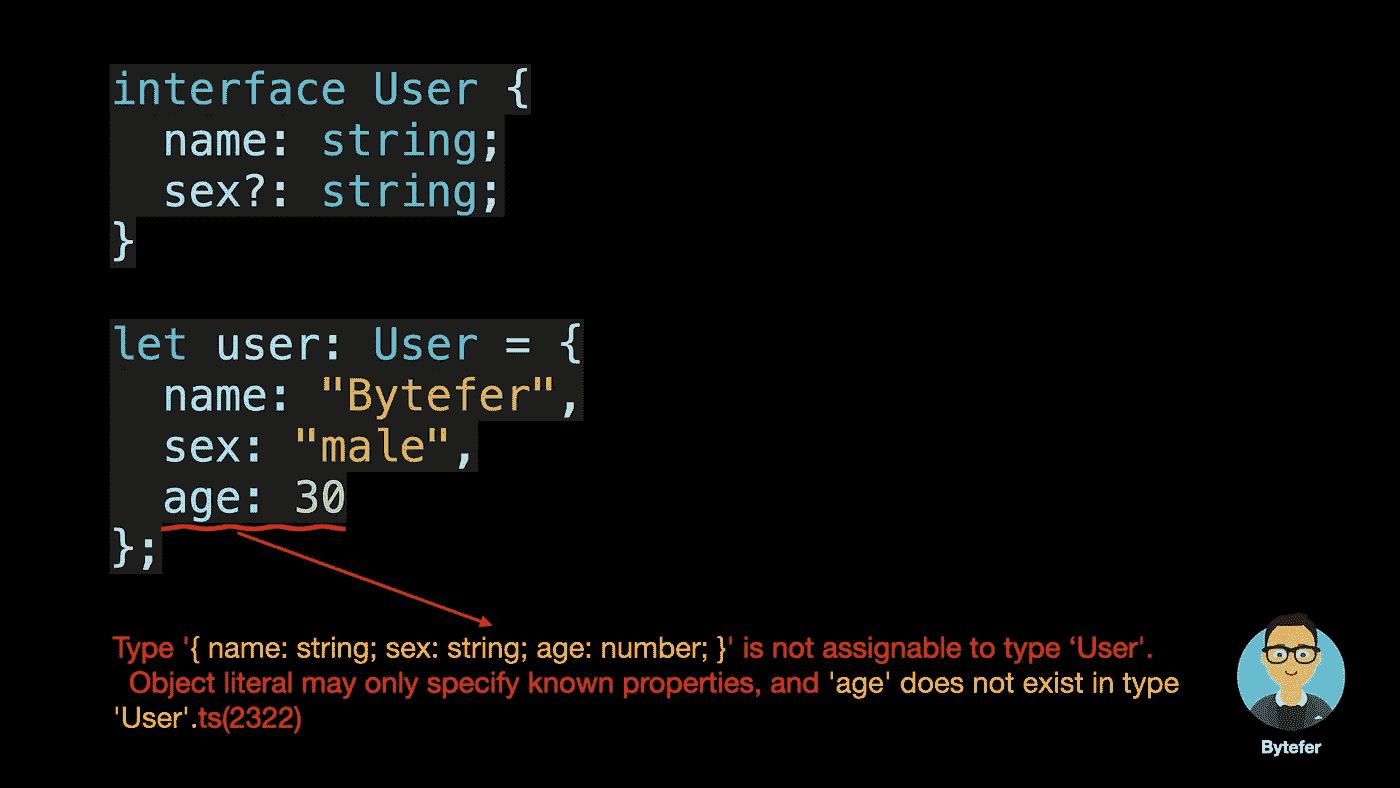 interface User {
  name: string;
  sex?: string;
}
let user: User = {
  name: "Bytefer",
  sex: "male",
  age: 30
};
Type '{ name: string; sex: string; age: number; }' is not assignable to type ‘User'.
  Object literal may only specify known properties, and 'age' does not exist in type
'User'.ts(2322)
Bytefer